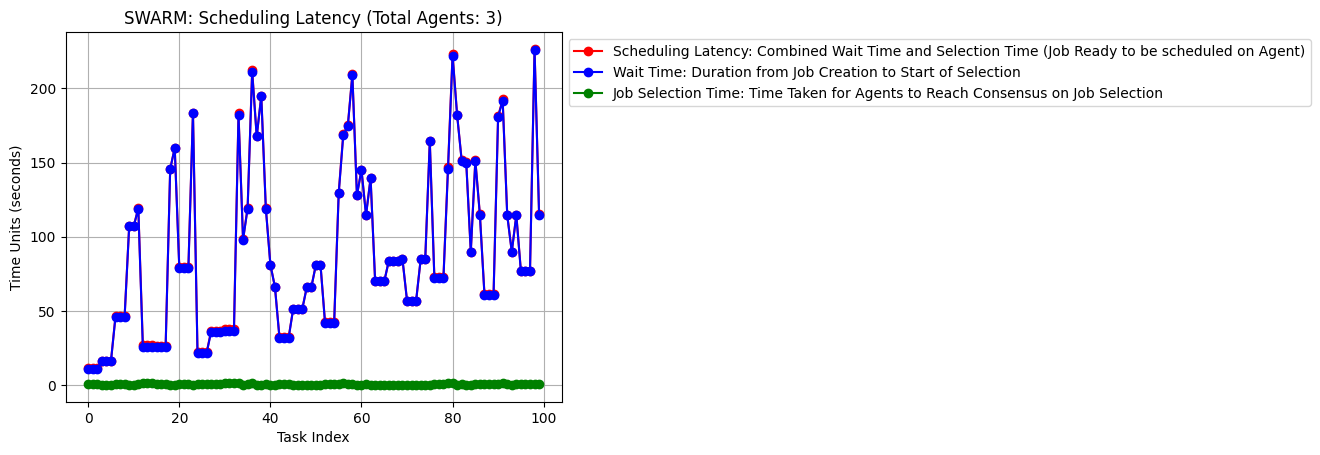 SWARM: Scheduling Latency (Total Agents: 3)
Scheduling Latency: Combined Wait Time and Selection Time (Job Ready to be scheduled on Agent)
Wait Time: Duration from Job Creation to Start of Selection
Job Selection Time: Time Taken for Agents to Reach Consensus on Job Selection
Time Units (seconds)
200
150
100
50
0
0 20 40 60 80 100
Task Index